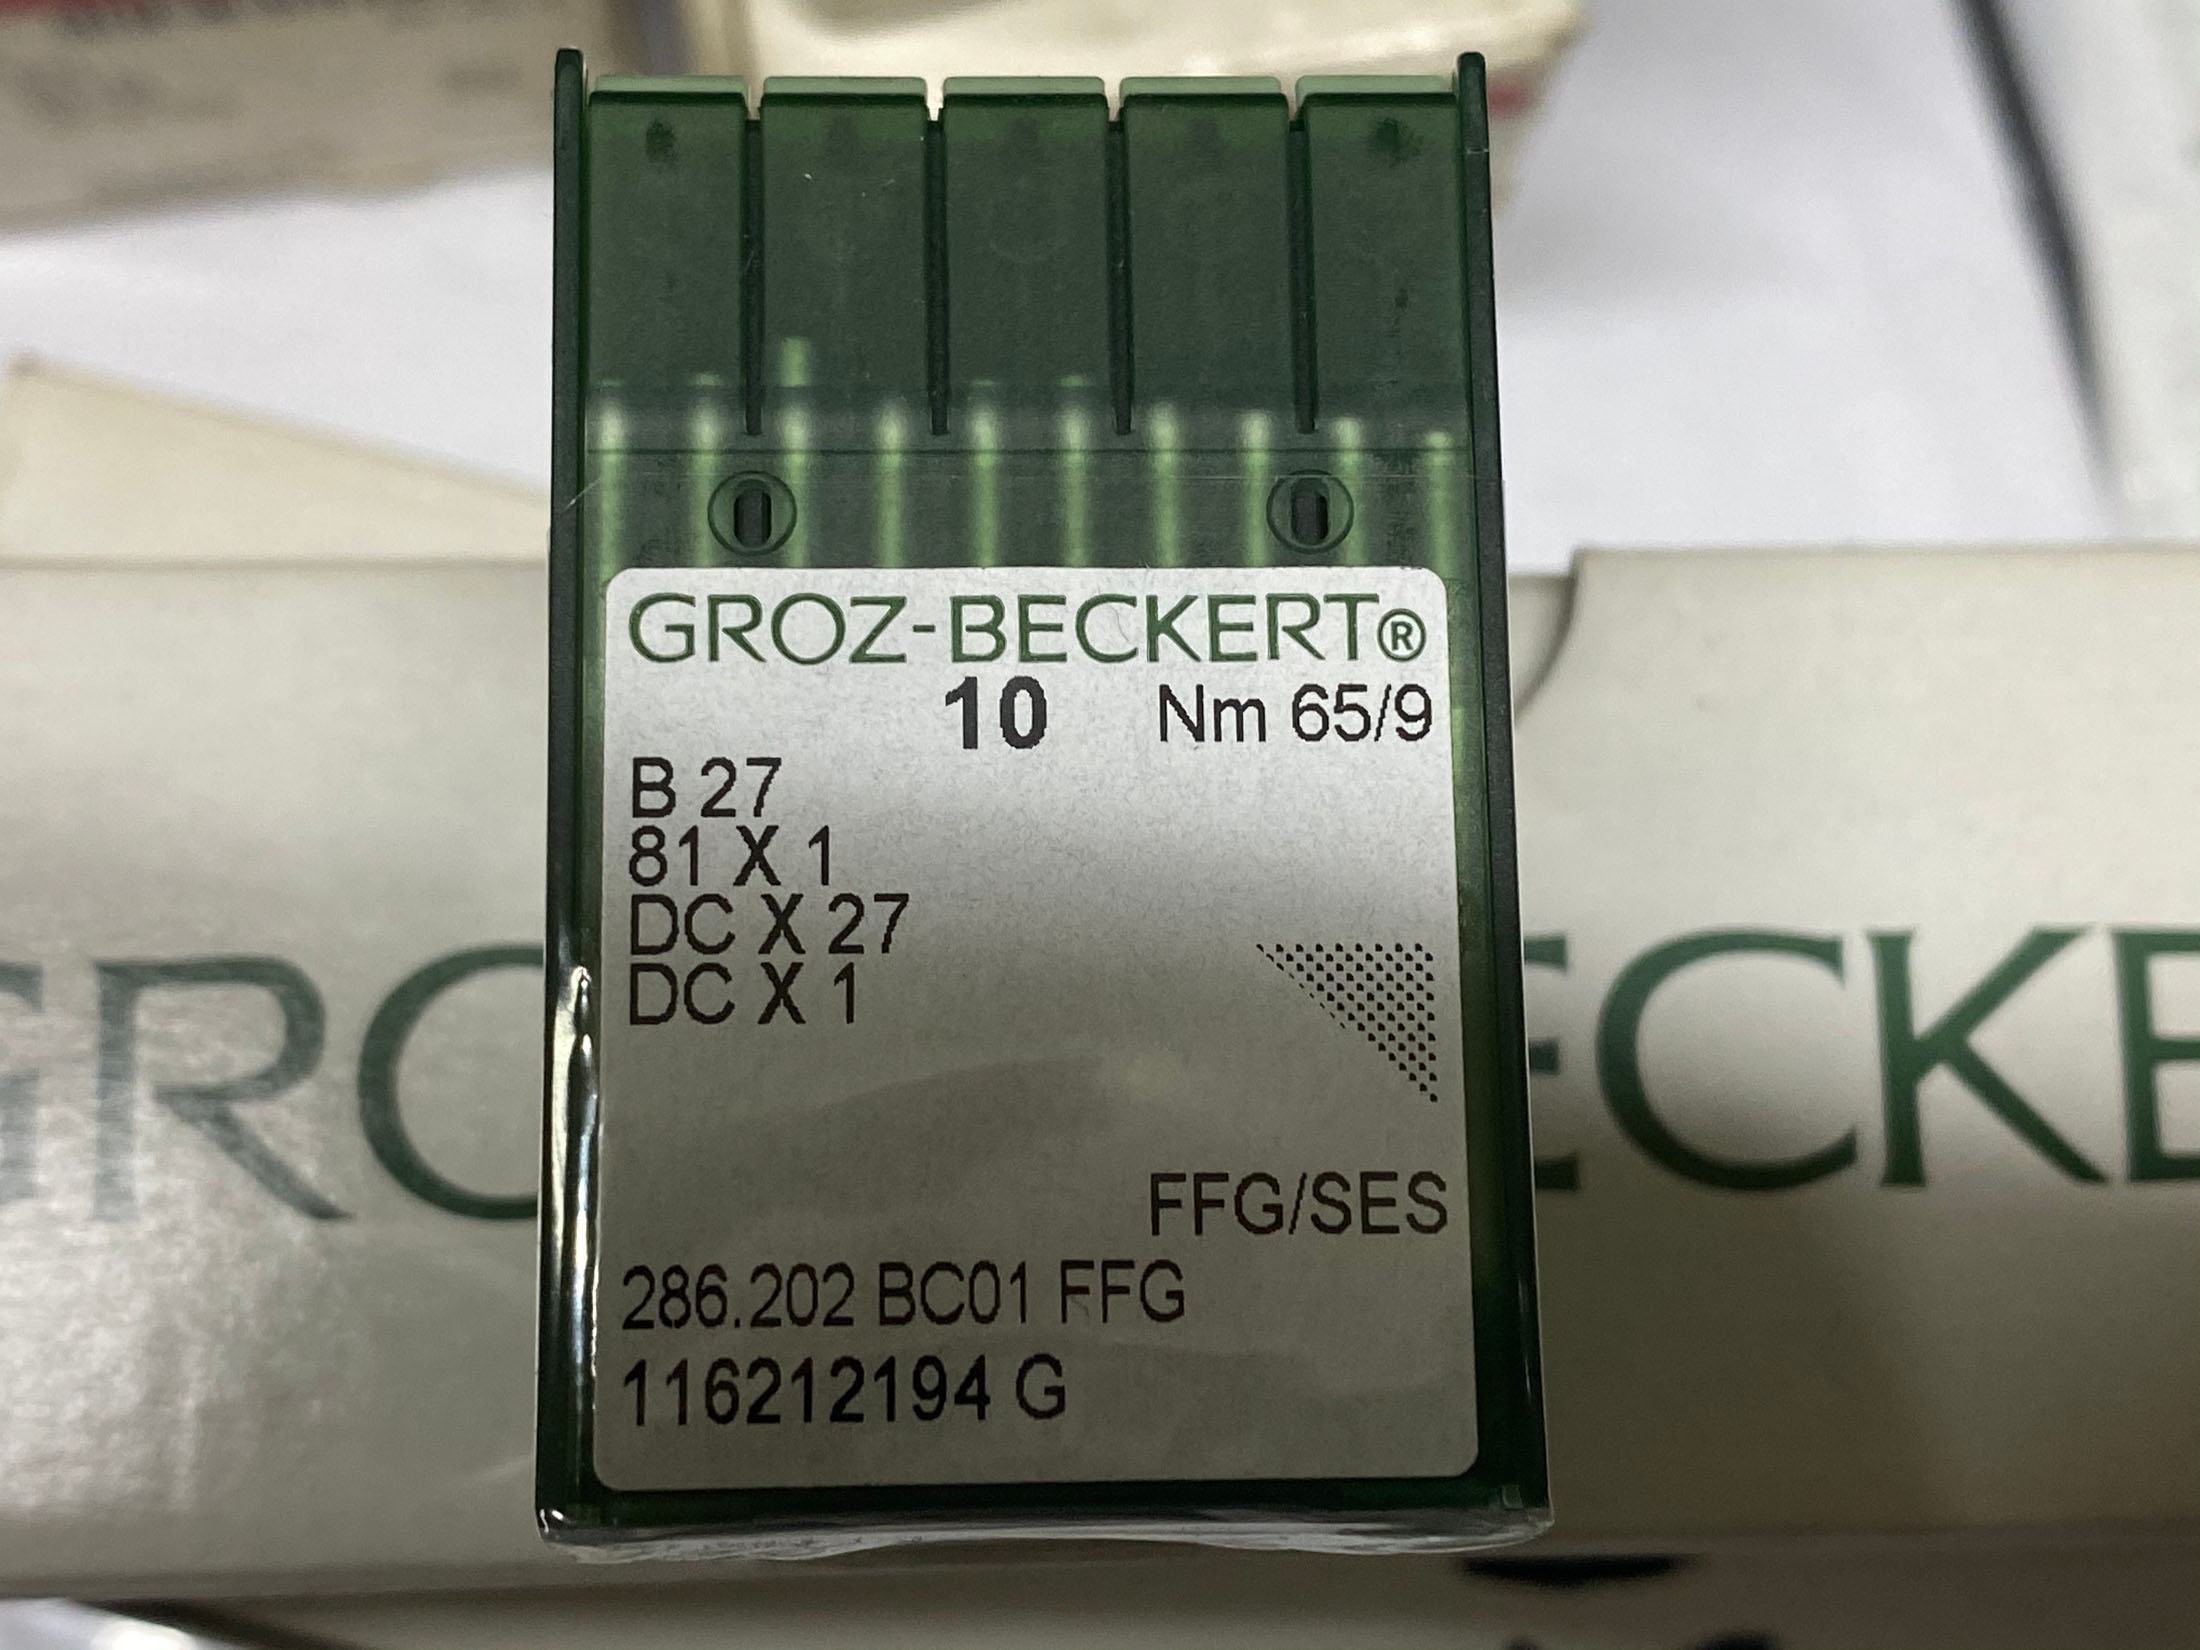 GROZ-BECKERT®
10 Nm 65/9
B 27
81 X 1
DC X 27
DC X 1
FFG/SES
286.202 BC01 FFG
116212194 G
GRO
ECKE